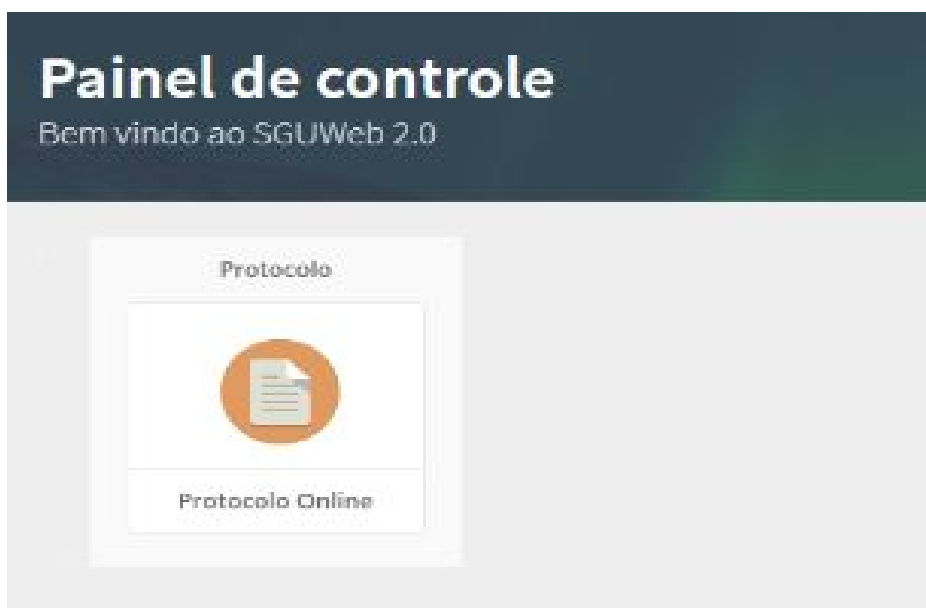 Painel de controle
Bem vindo ao SGUWeb 2.0
Protocolo
Protocolo Online